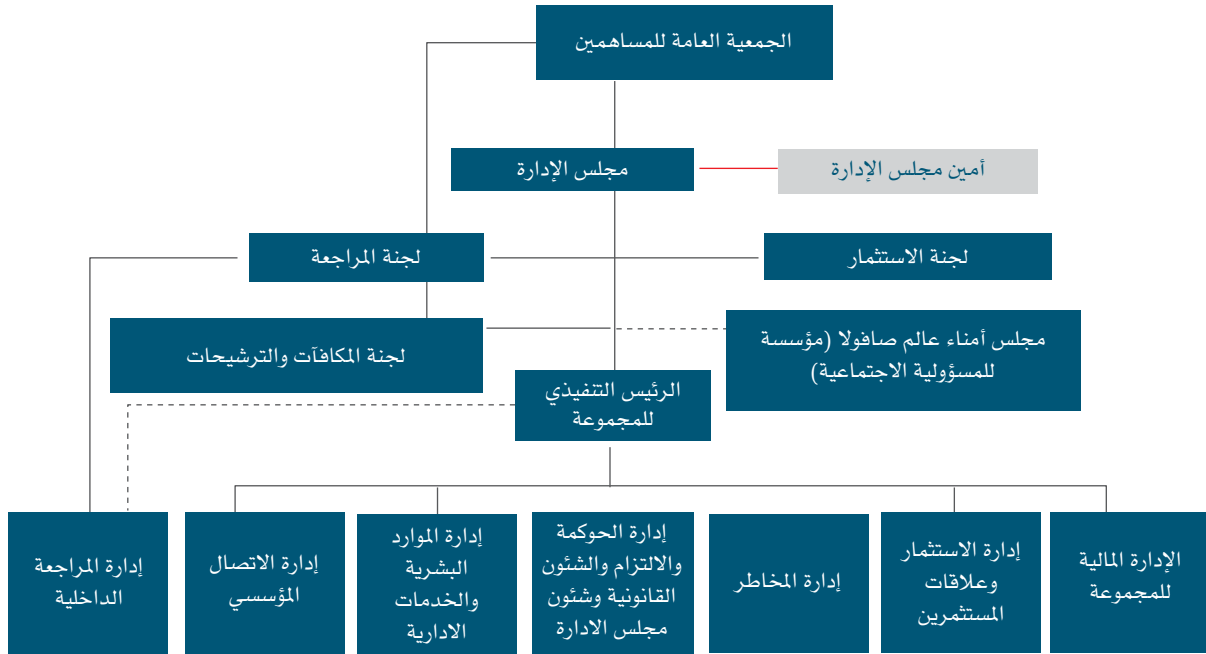 الجمعية العامة للمساهمين
مجلس الإدارة
أمين مجلس الإدارة
لجنة المراجعة
لجنة الاستثمار
لجنة المكافآت والترشيحات
مجلس أمناء عالم صافولا (مؤسسة
للمسؤولية الاجتماعية)
الرئيس التنفيذي
للمجموعة
الإدارة المالية
للمجموعة
إدارة الاستثمار
وعلاقات
المستثمرين
إدارة المخاطر
إدارة الحوكمة
والالتزام والشئون
القانونية وشئون
مجلس الادارة
إدارة الموارد
البشرية
والخدمات
الادارية
إدارة الاتصال
المؤسسي
إدارة المراجعة
الداخلية